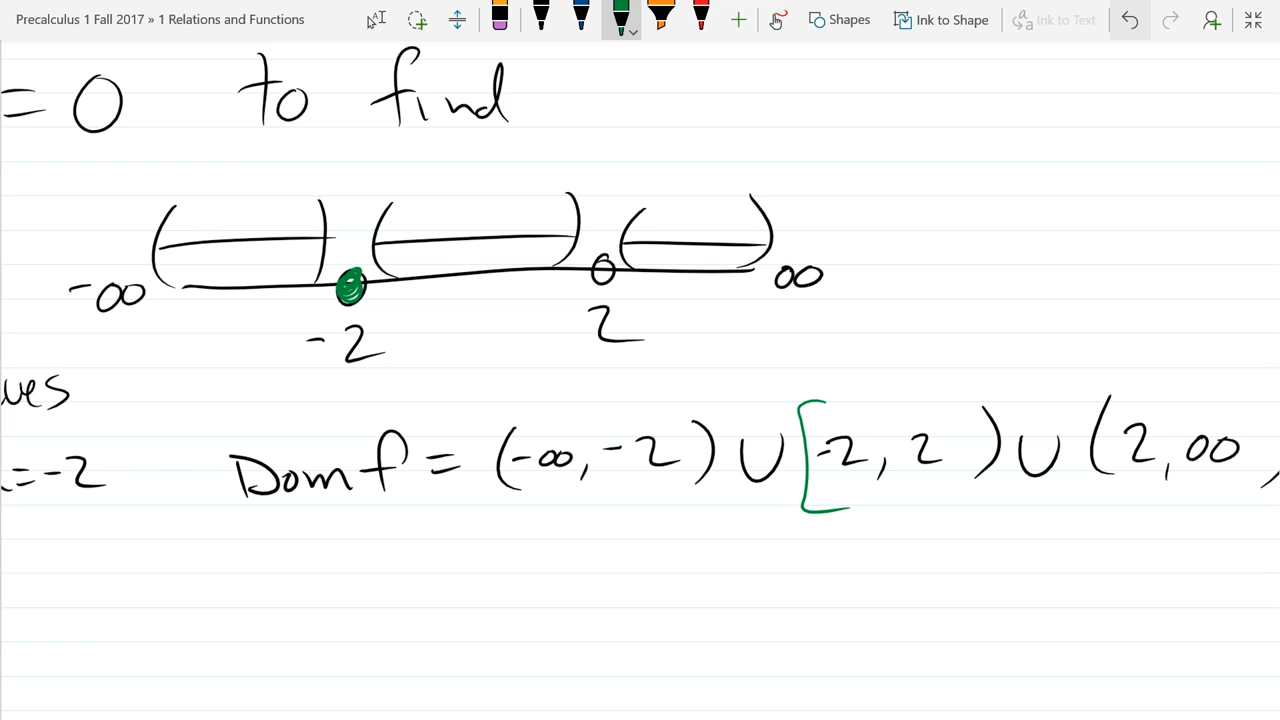 Precalculus 1 Fall 2017 » 1 Relations and Functions
Shapes
Ink to Shape
Ink to Text
= 0 to find
-∞ ∞
-2 2
ues
= -2 Dom f = (-∞, -2) ∪ [-2, 2) ∪ (2, ∞